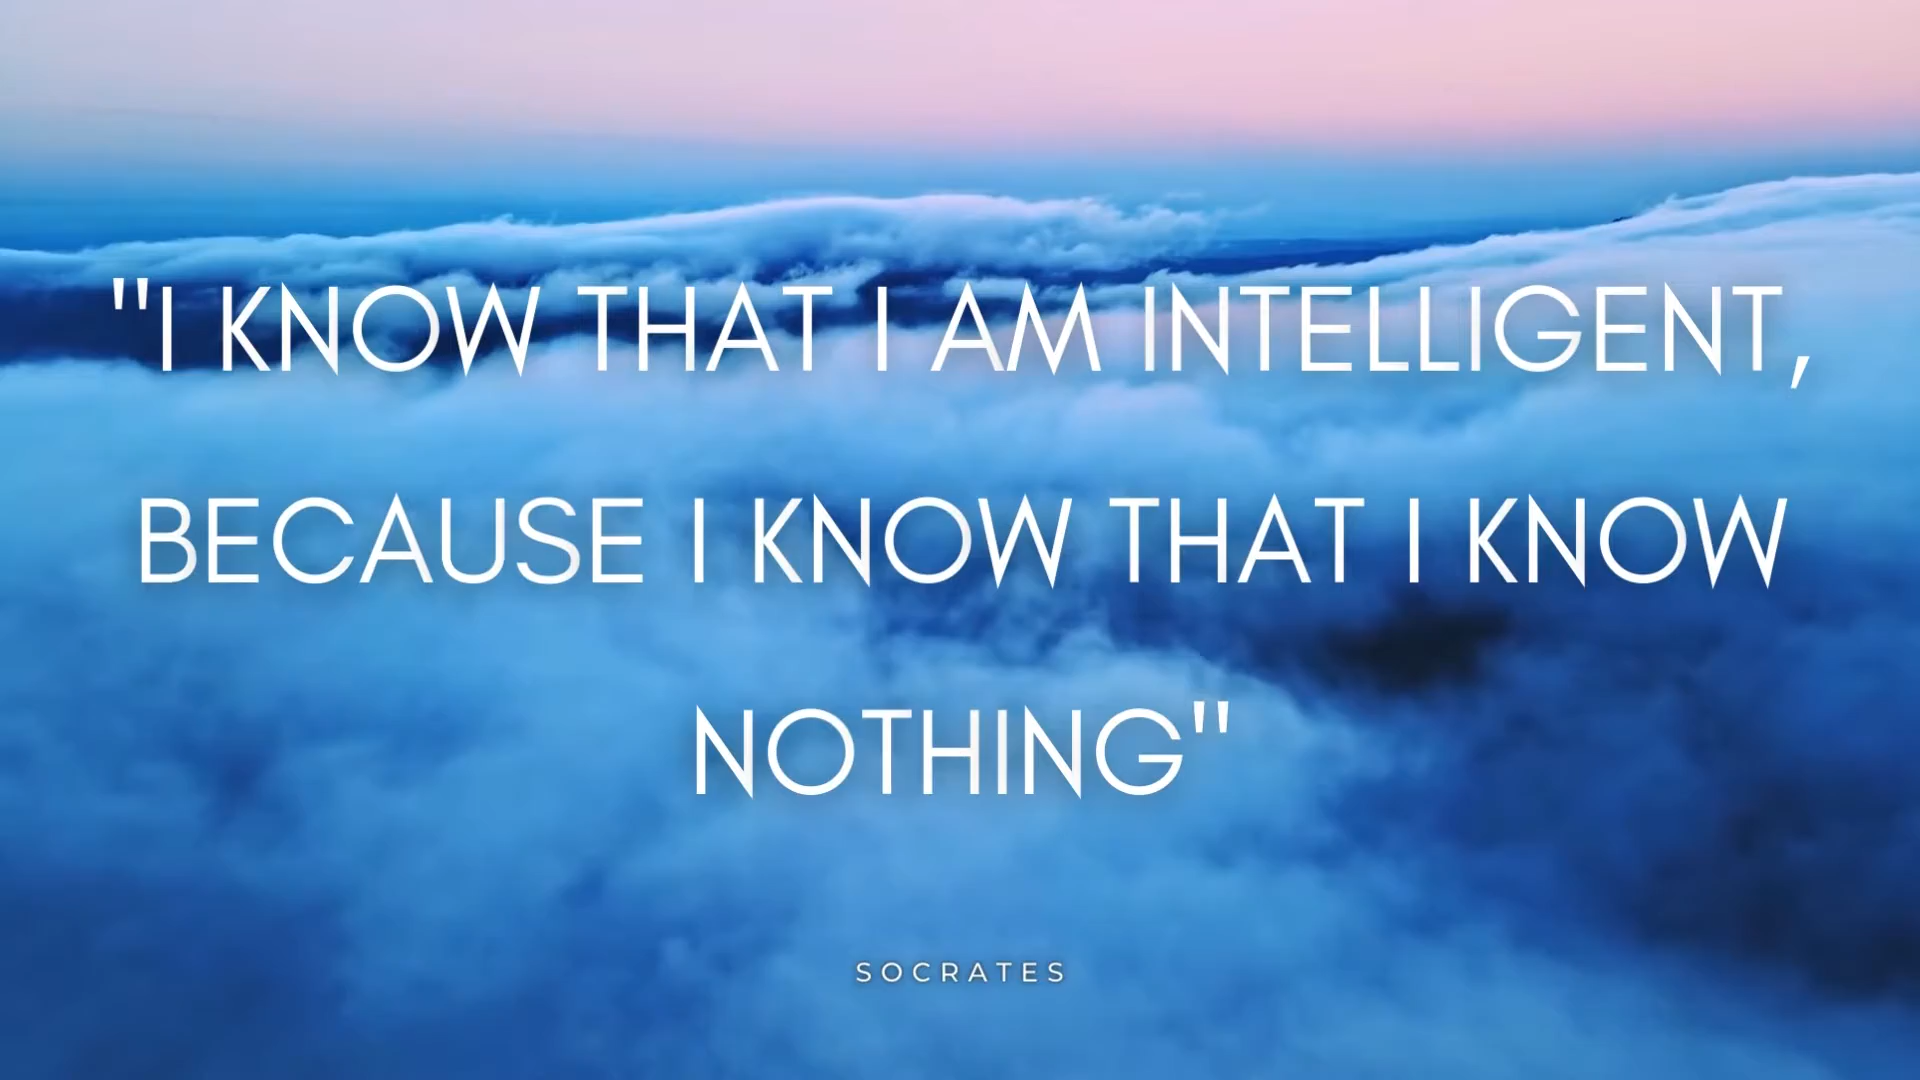 "I KNOW THAT I AM INTELLIGENT,
BECAUSE I KNOW THAT I KNOW
NOTHING"
SOCRATES